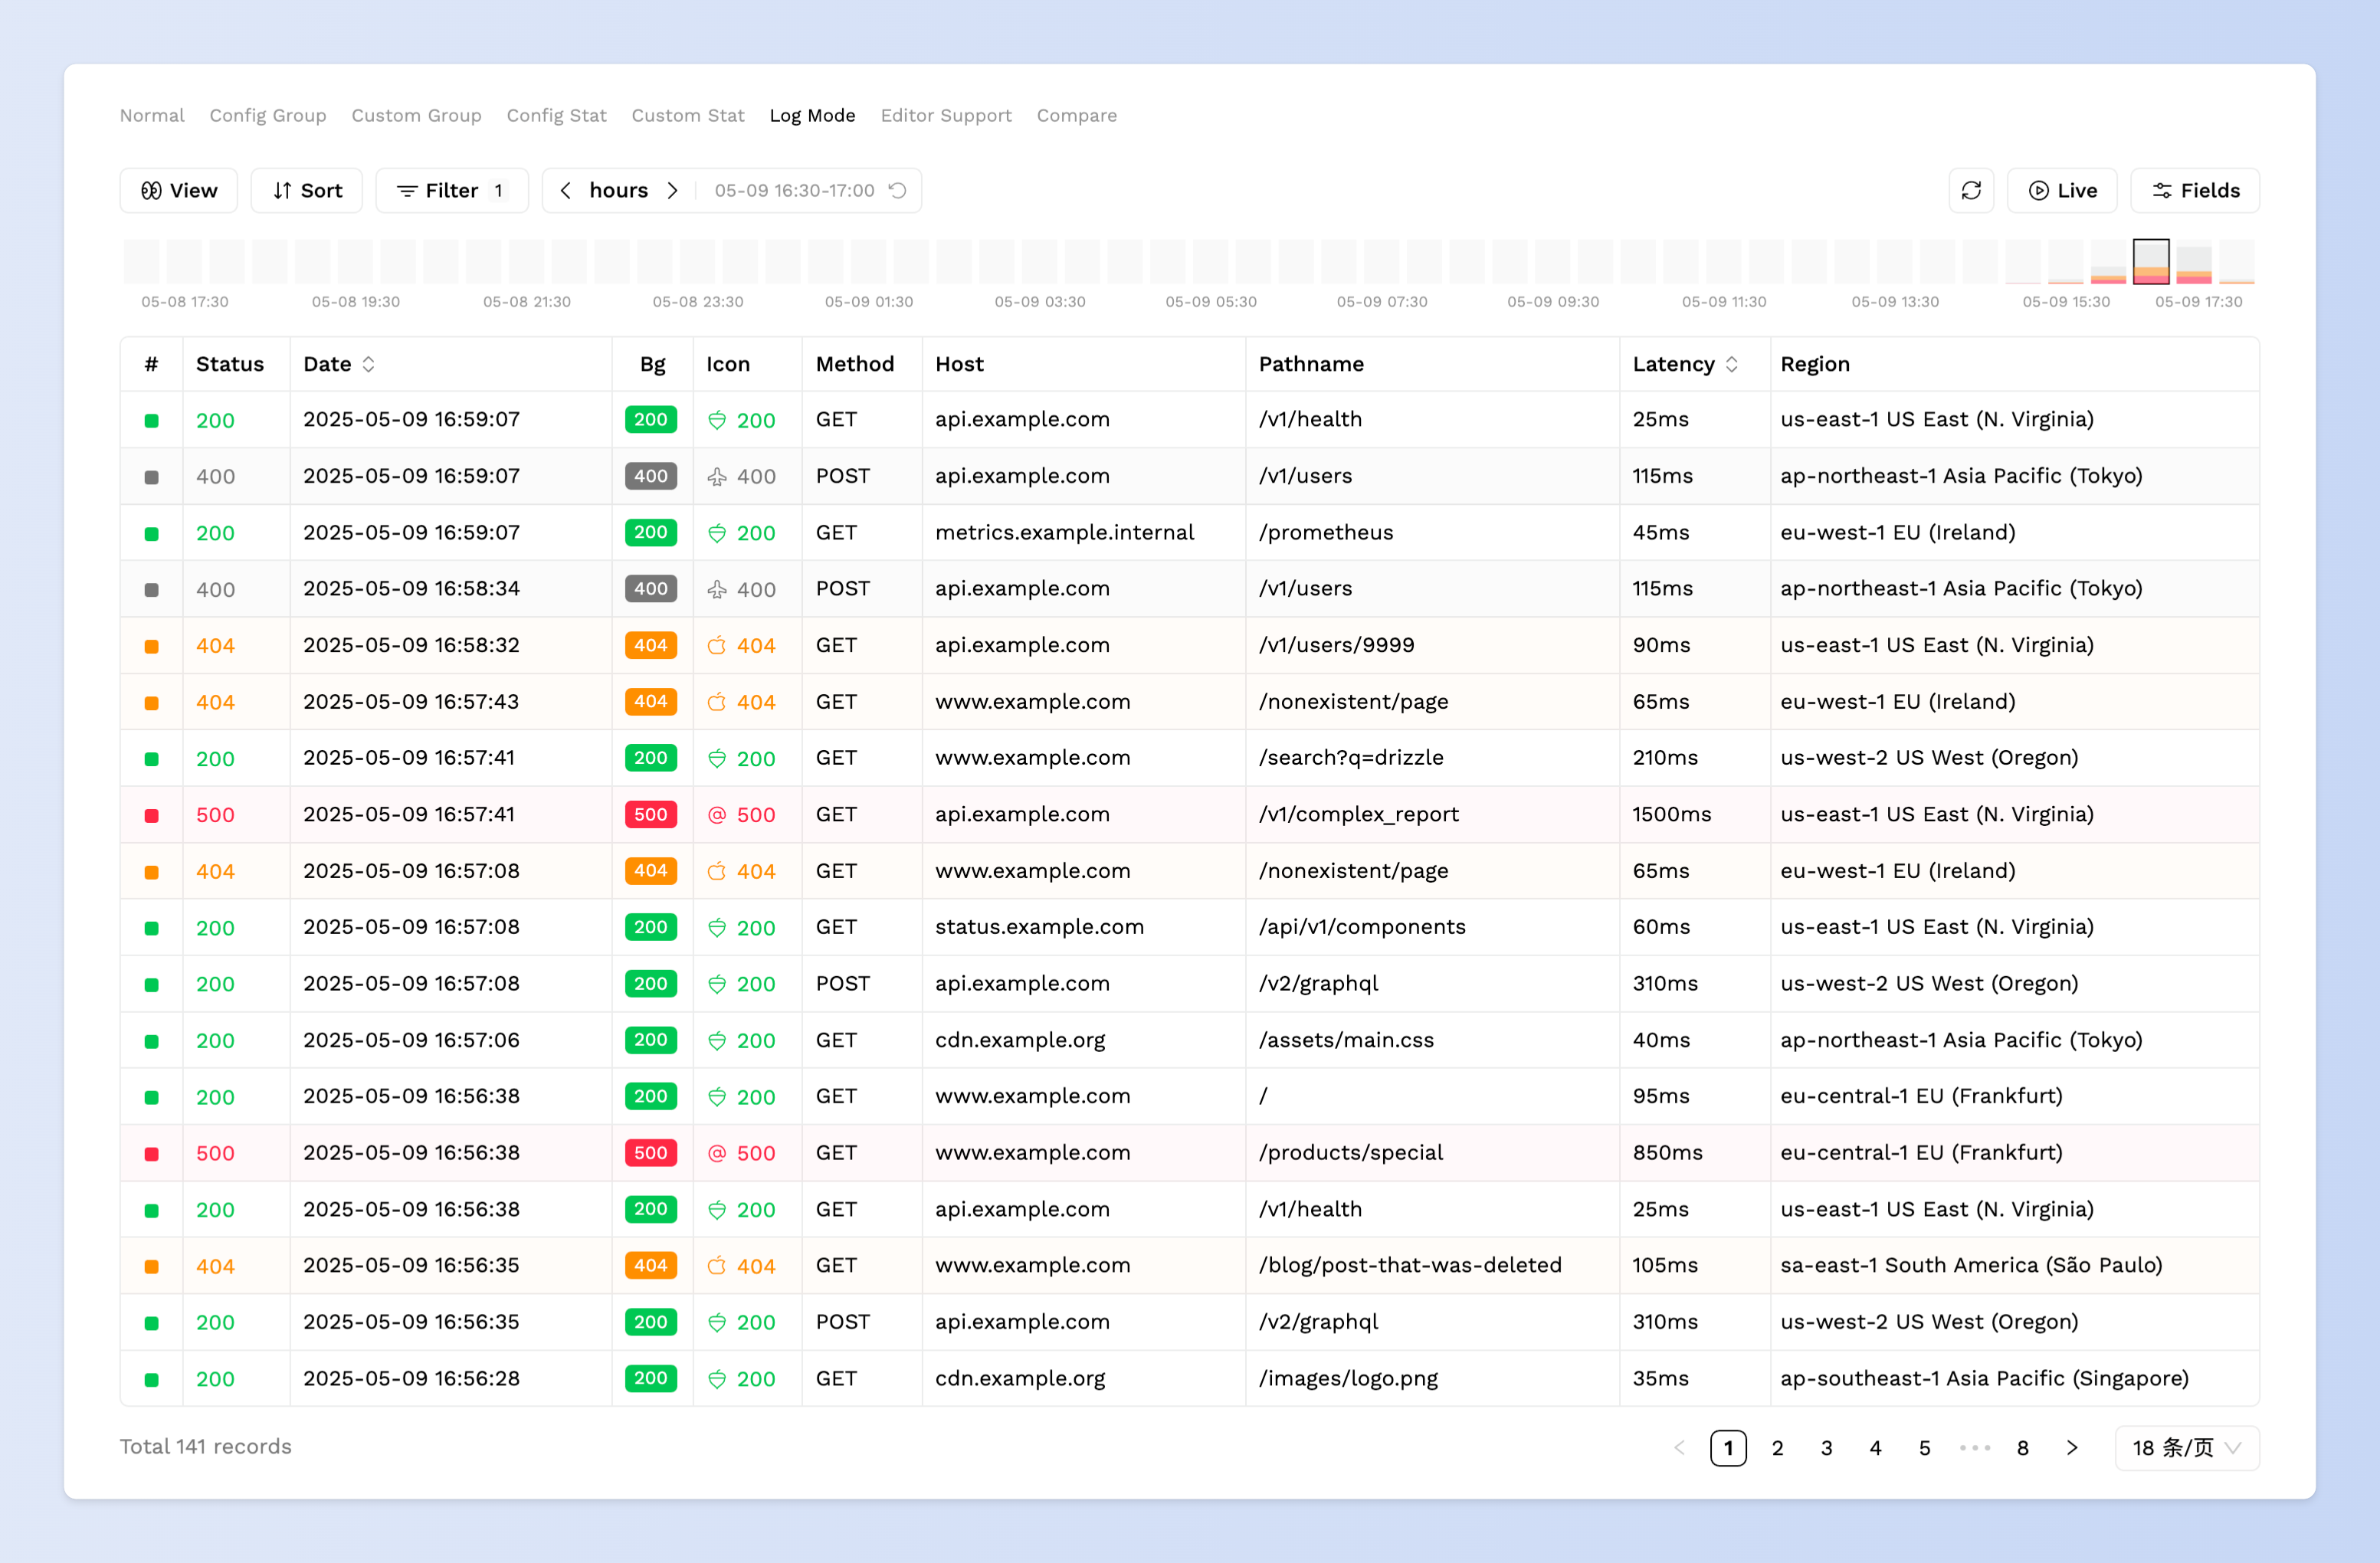 Normal Config Group Custom Group Config Stat Custom Stat Log Mode Editor Support Compare
View Sort Filter 1 hours 05-09 16:30-17:00 Live Fields
05-08 17:30 05-08 19:30 05-08 21:30 05-08 23:30 05-09 01:30 05-09 03:30 05-09 05:30 05-09 07:30 05-09 09:30 05-09 11:30 05-09 13:30 05-09 15:30 05-09 17:30
# Status Date Bg Icon Method Host Pathname Latency Region
200 2025-05-09 16:59:07 200 200 GET api.example.com /v1/health 25ms us-east-1 US East (N. Virginia)
400 2025-05-09 16:59:07 400 400 POST api.example.com /v1/users 115ms ap-northeast-1 Asia Pacific (Tokyo)
200 2025-05-09 16:59:07 200 200 GET metrics.example.internal /prometheus 45ms eu-west-1 EU (Ireland)
400 2025-05-09 16:58:34 400 400 POST api.example.com /v1/users 115ms ap-northeast-1 Asia Pacific (Tokyo)
404 2025-05-09 16:58:32 404 404 GET api.example.com /v1/users/9999 90ms us-east-1 US East (N. Virginia)
404 2025-05-09 16:57:43 404 404 GET www.example.com /nonexistent/page 65ms eu-west-1 EU (Ireland)
200 2025-05-09 16:57:41 200 200 GET www.example.com /search?q=drizzle 210ms us-west-2 US West (Oregon)
500 2025-05-09 16:57:41 500 500 GET api.example.com /v1/complex_report 1500ms us-east-1 US East (N. Virginia)
404 2025-05-09 16:57:08 404 404 GET www.example.com /nonexistent/page 65ms eu-west-1 EU (Ireland)
200 2025-05-09 16:57:08 200 200 GET status.example.com /api/v1/components 60ms us-east-1 US East (N. Virginia)
200 2025-05-09 16:57:08 200 200 POST api.example.com /v2/graphql 310ms us-west-2 US West (Oregon)
200 2025-05-09 16:57:06 200 200 GET cdn.example.org /assets/main.css 40ms ap-northeast-1 Asia Pacific (Tokyo)
200 2025-05-09 16:56:38 200 200 GET www.example.com / 95ms eu-central-1 EU (Frankfurt)
500 2025-05-09 16:56:38 500 500 GET www.example.com /products/special 850ms eu-central-1 EU (Frankfurt)
200 2025-05-09 16:56:38 200 200 GET api.example.com /v1/health 25ms us-east-1 US East (N. Virginia)
404 2025-05-09 16:56:35 404 404 GET www.example.com /blog/post-that-was-deleted 105ms sa-east-1 South America (São Paulo)
200 2025-05-09 16:56:35 200 200 POST api.example.com /v2/graphql 310ms us-west-2 US West (Oregon)
200 2025-05-09 16:56:28 200 200 GET cdn.example.org /images/logo.png 35ms ap-southeast-1 Asia Pacific (Singapore)
Total 141 records 1 2 3 4 5 ••• 8 18 条/页